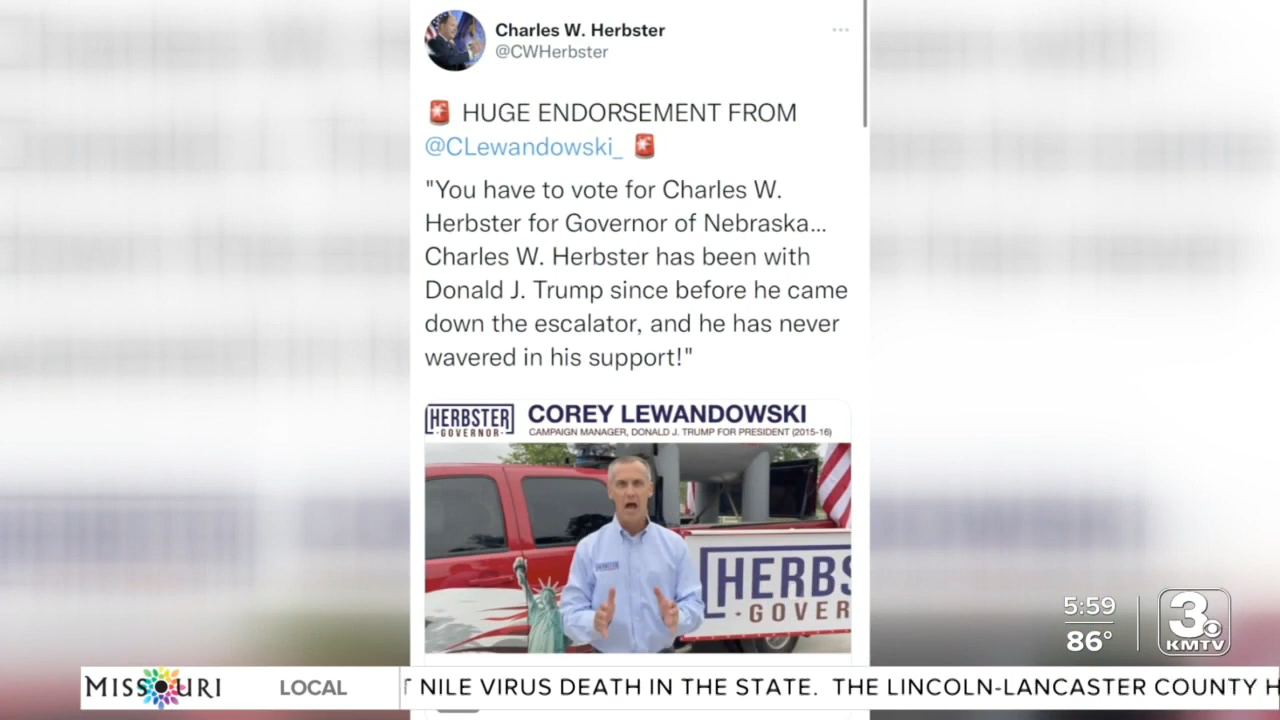 Charles W. Herbster
@CWHerbster
HUGE ENDORSEMENT FROM
@CLewandowski_
"You have to vote for Charles W.
Herbster for Governor of Nebraska...
Charles W. Herbster has been with
Donald J. Trump since before he came
down the escalator, and he has never
wavered in his support!"
HERBSTER
·GOVERNOR·
COREY LEWANDOWSKI
CAMPAIGN MANAGER, DONALD J. TRUMP FOR PRESIDENT (2015-16)
HERBSTER
HERBS
·GOVER
5:59
86°
3
KMTV
MISSOURI
LOCAL
NILE VIRUS DEATH IN THE STATE. THE LINCOLN-LANCASTER COUNTY H